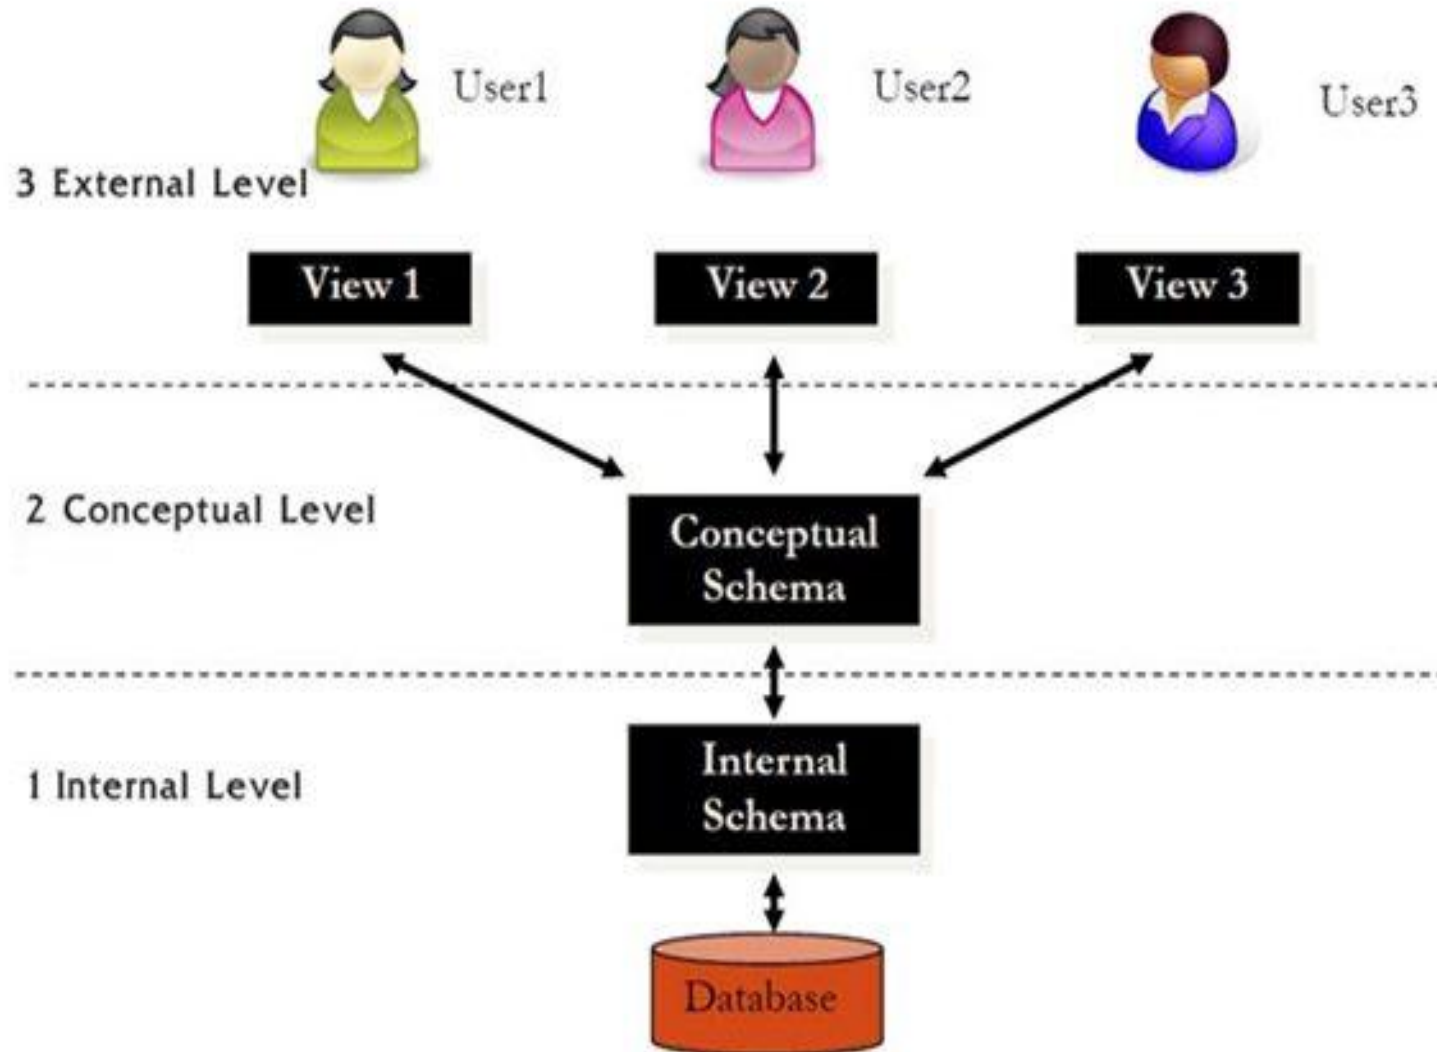 User1
User2
User3
3 External Level
View 1
View 2
View 3
2 Conceptual Level
Conceptual
Schema
1 Internal Level
Internal
Schema
Database